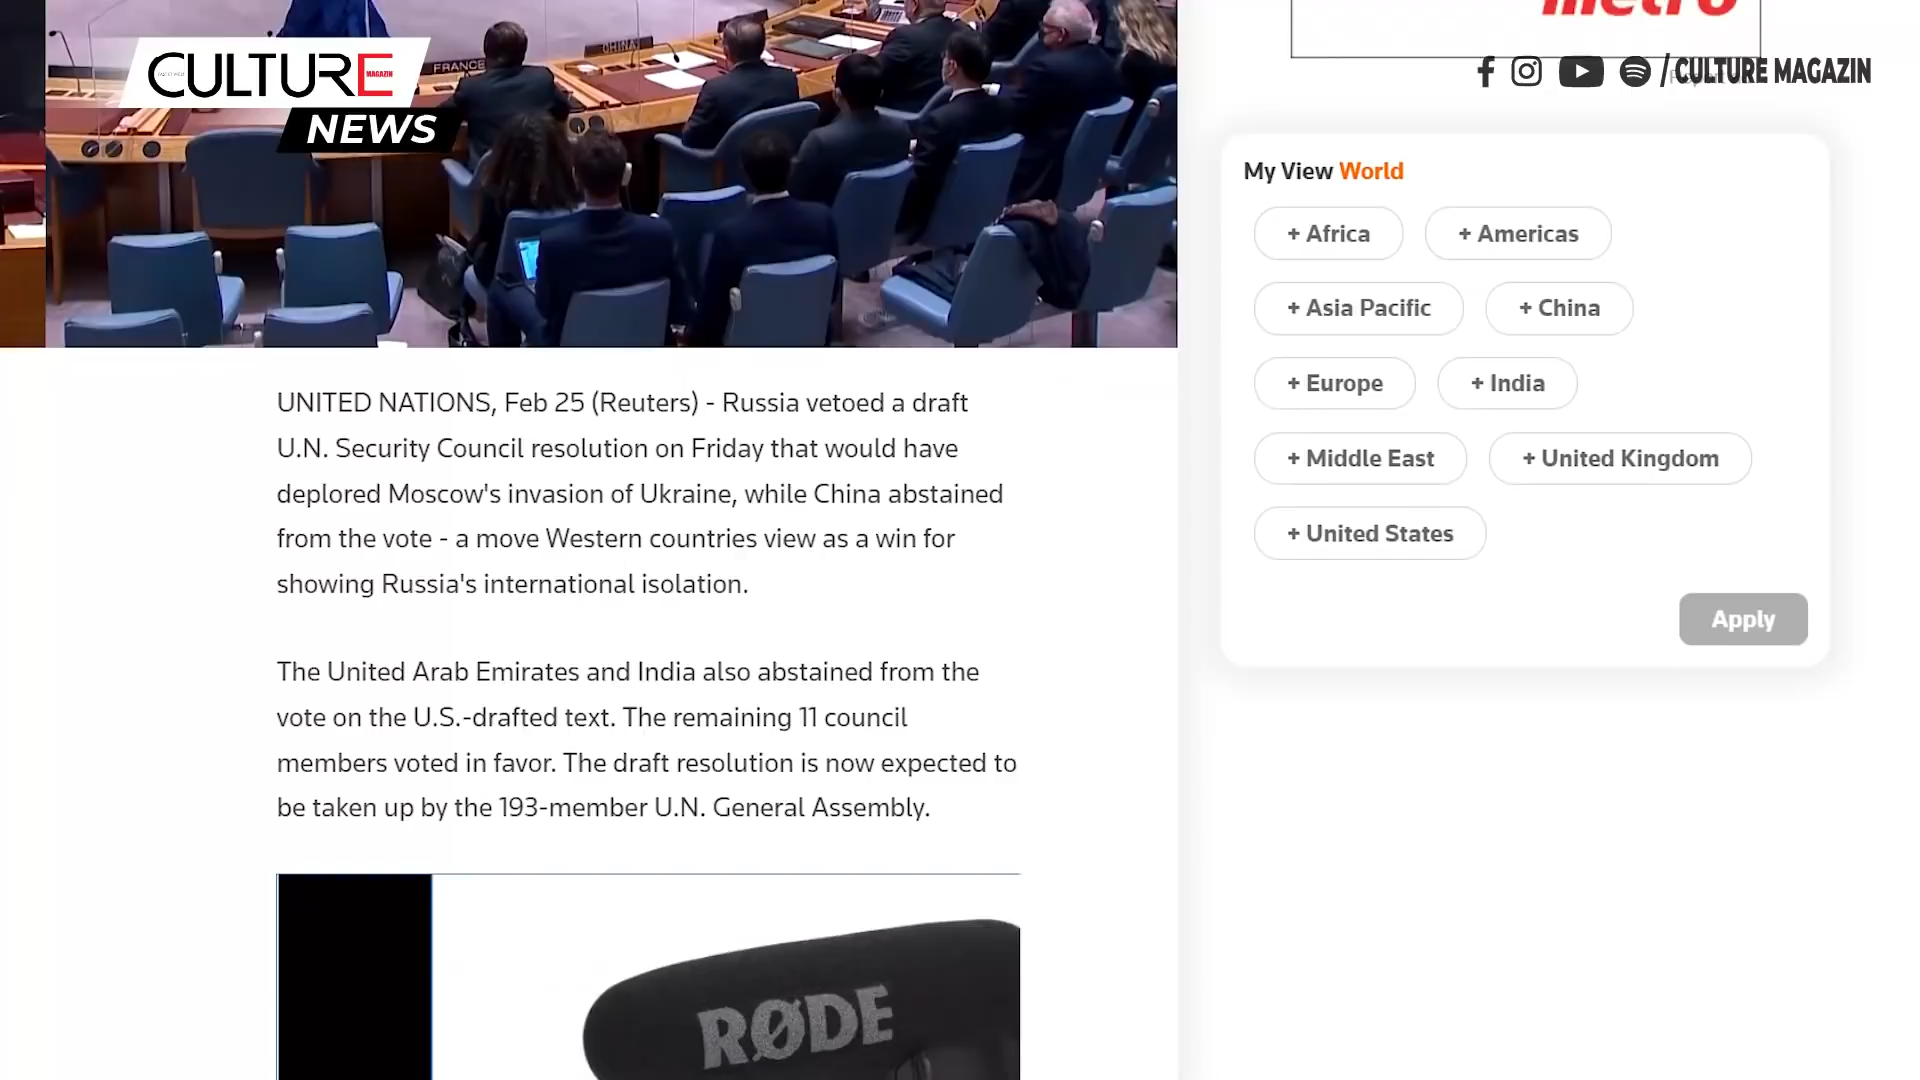 CULTURE
MAGAZIN
NEWS
FRANCE
CHINA
metro
/CULTURE MAGAZIN
My View World
+ Africa
+ Americas
+ Asia Pacific
+ China
+ Europe
+ India
+ Middle East
+ United Kingdom
+ United States
Apply
UNITED NATIONS, Feb 25 (Reuters) - Russia vetoed a draft
U.N. Security Council resolution on Friday that would have
deplored Moscow's invasion of Ukraine, while China abstained
from the vote - a move Western countries view as a win for
showing Russia's international isolation.
The United Arab Emirates and India also abstained from the
vote on the U.S.-drafted text. The remaining 11 council
members voted in favor. The draft resolution is now expected to
be taken up by the 193-member U.N. General Assembly.
RØDE